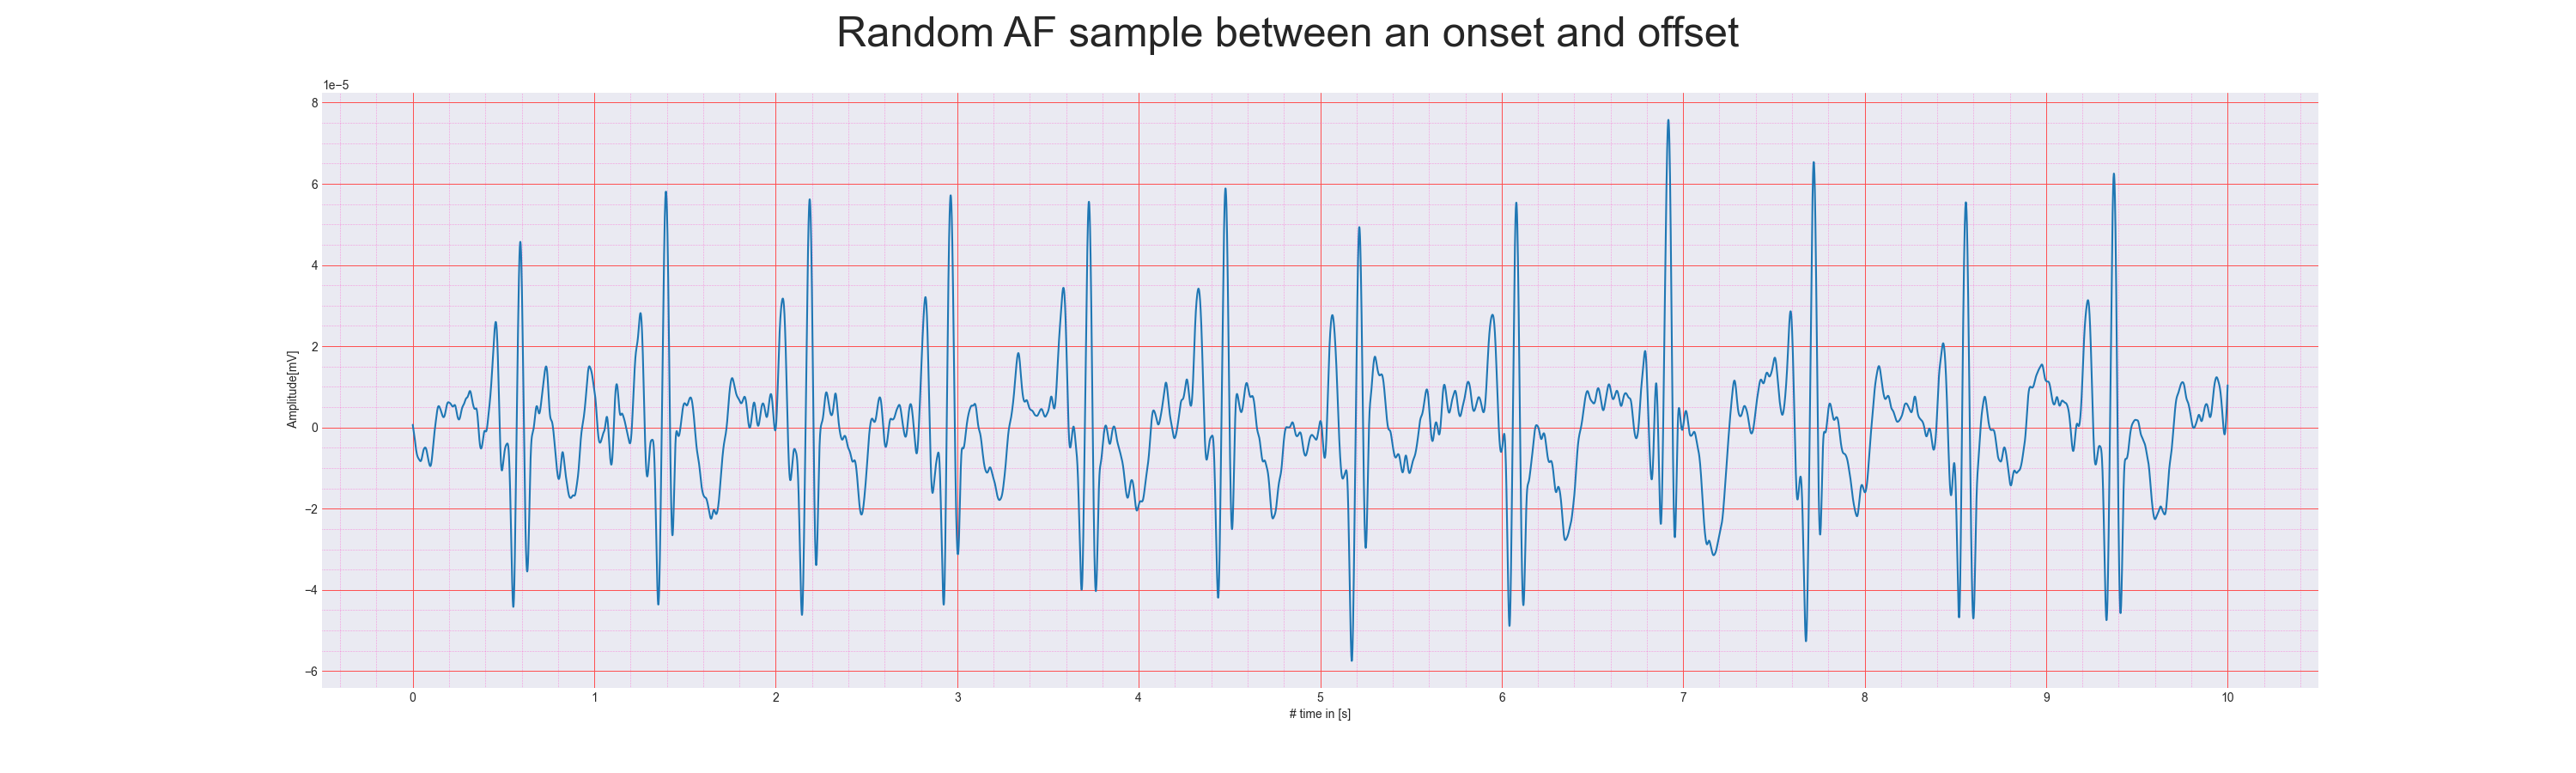 Random AF sample between an onset and offset
1e−5
8
6
4
2
0
−2
−4
−6
Amplitude[mV]
0 1 2 3 4 5 6 7 8 9 10
# time in [s]